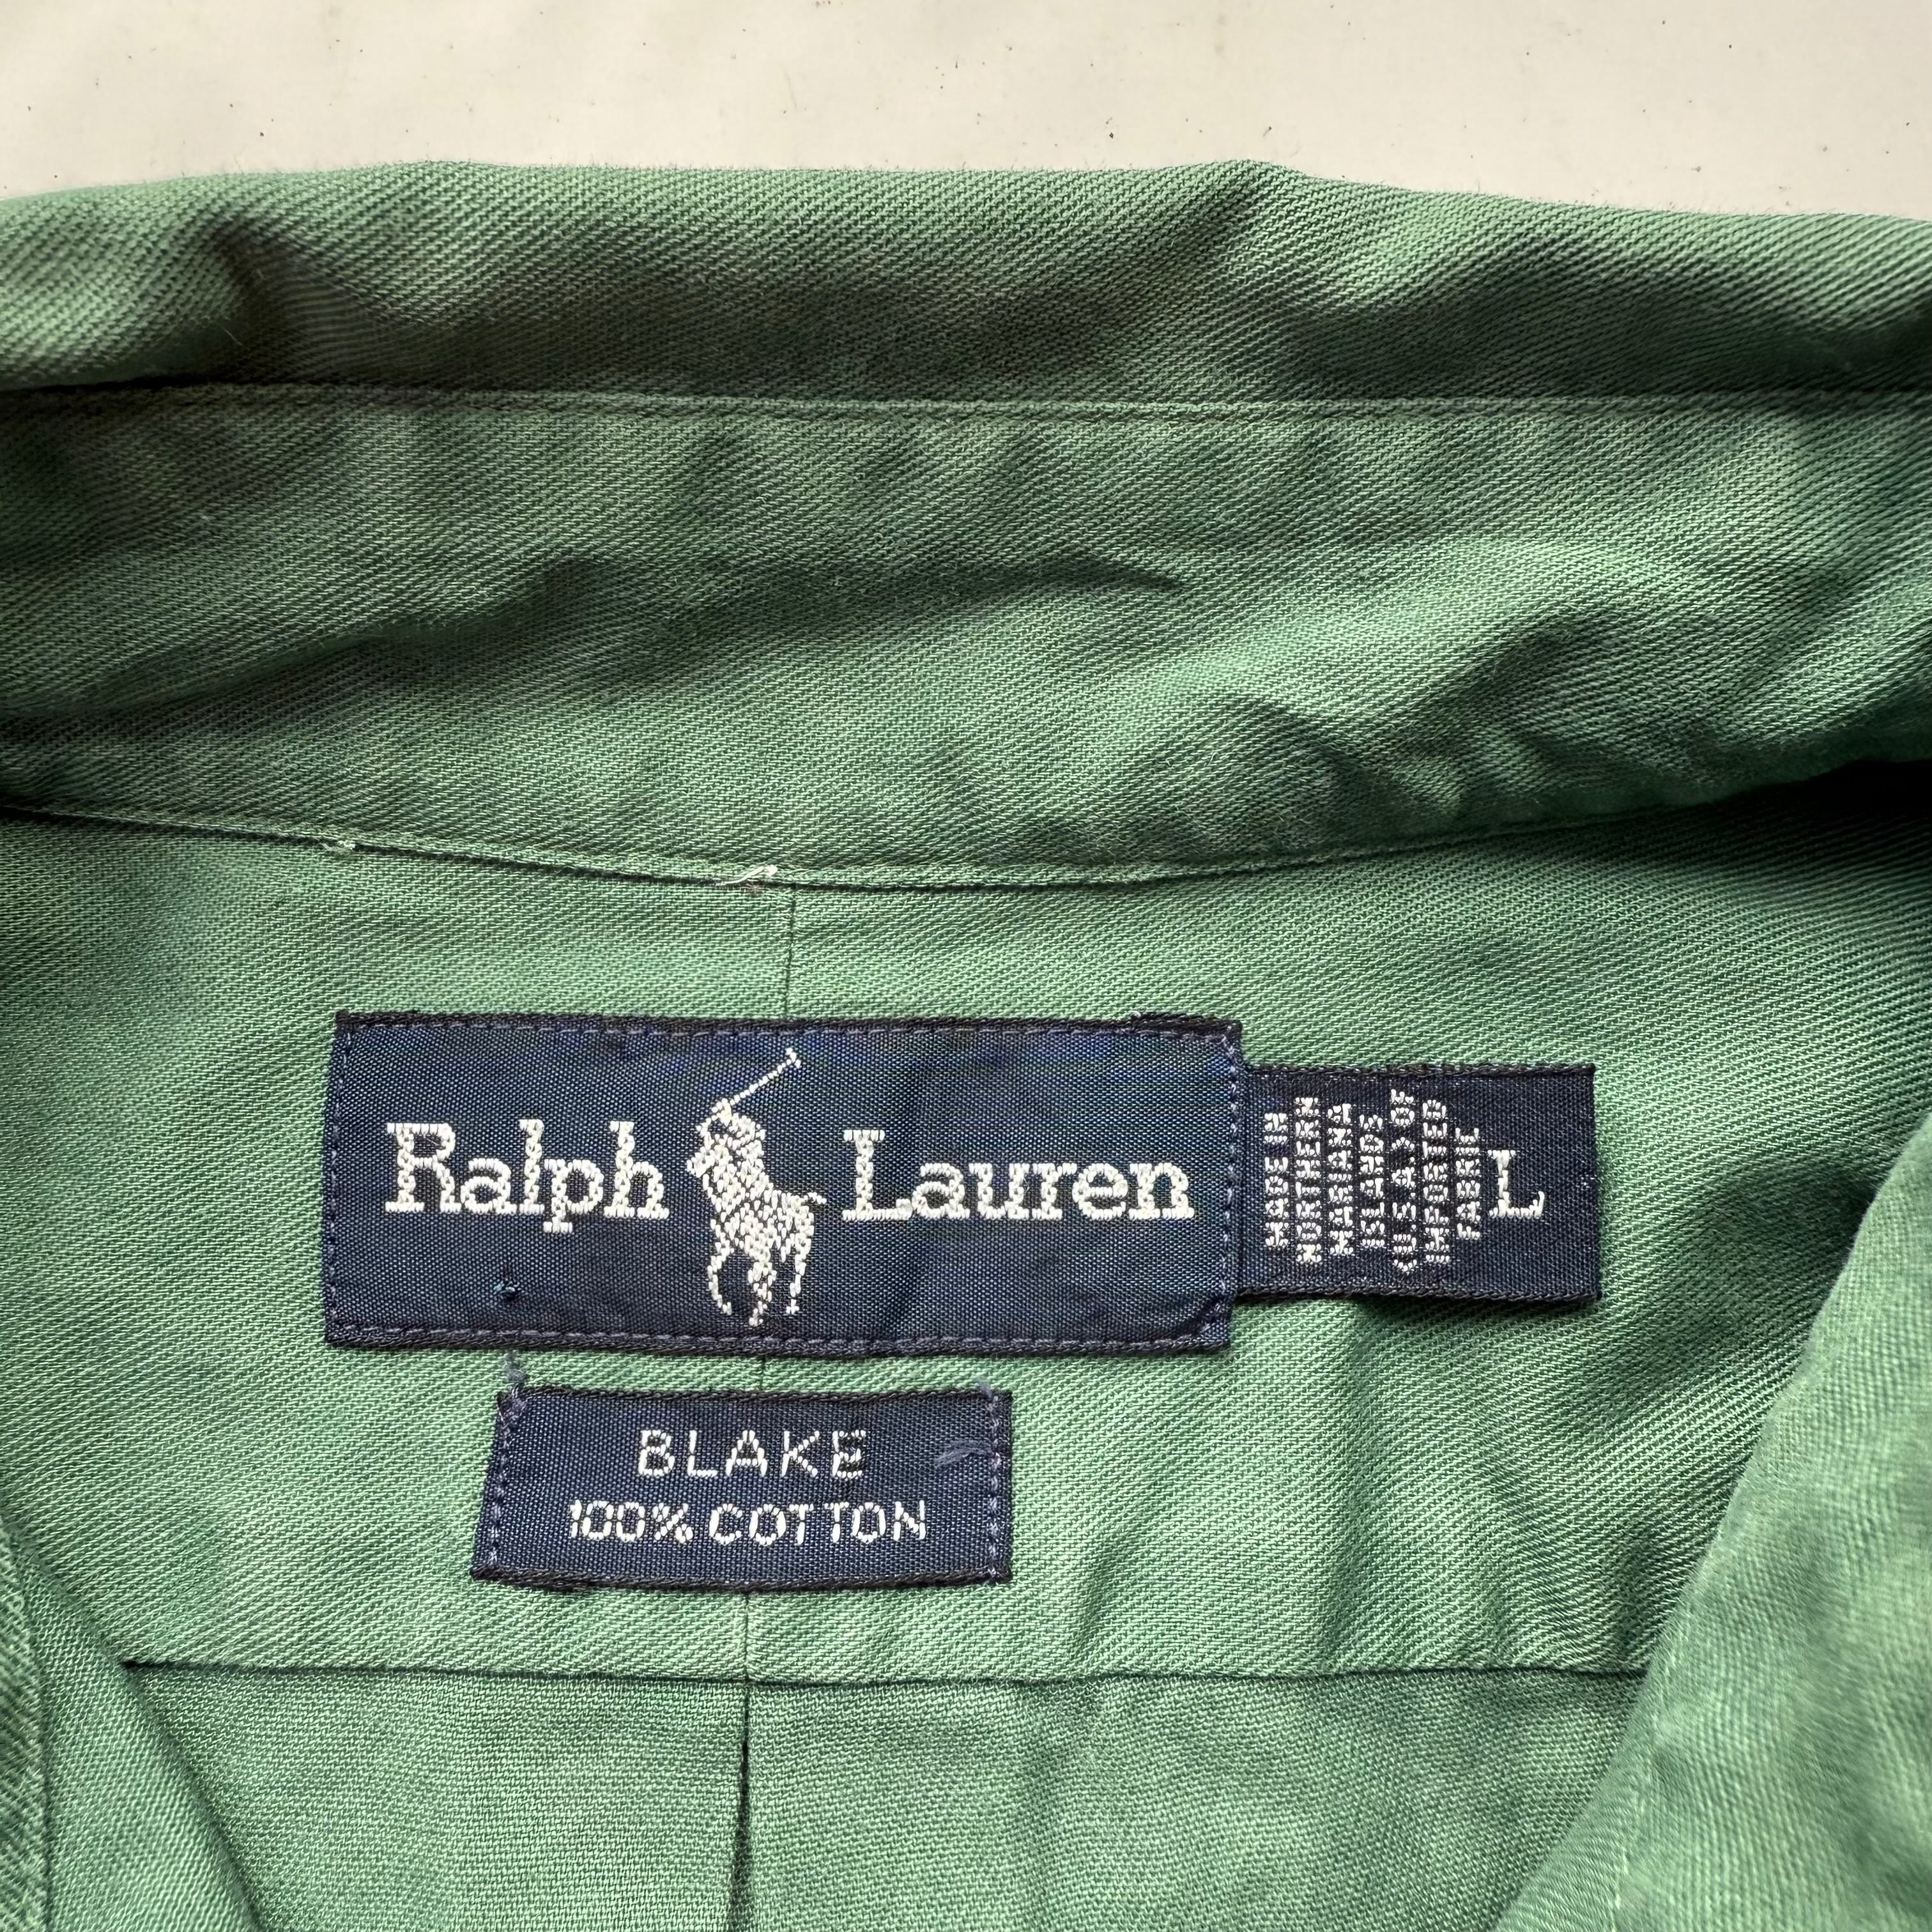 Ralph Lauren
MADE IN
NORTHERN
MARIANA
ISLANDS
(U S A) OF
IMPORTED
FABRIC
L
BLAKE
100% COTTON